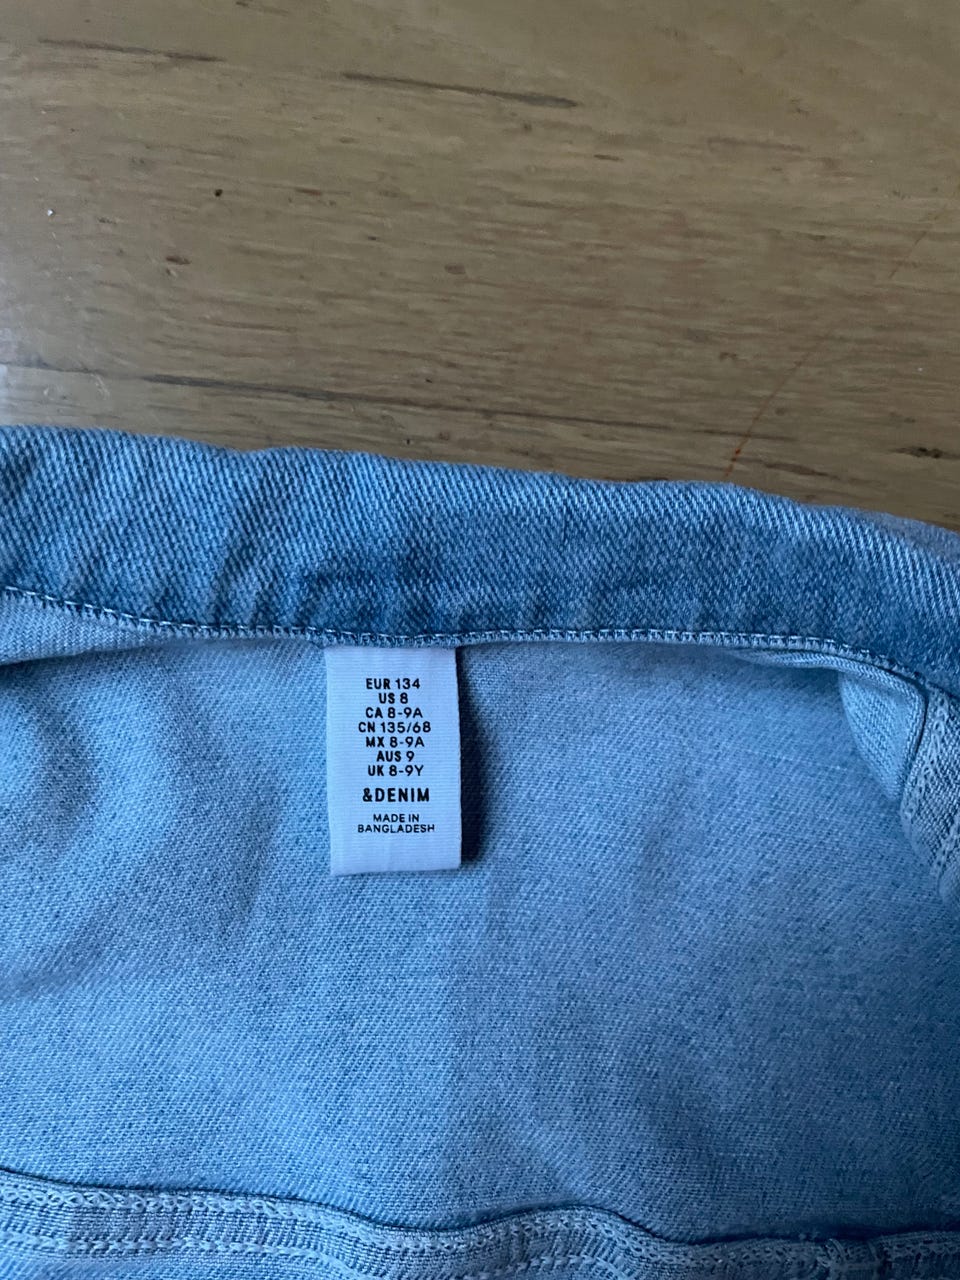 EUR 134
US 8
CA 8-9A
CN 135/68
MX 8-9A
AUS 9
UK 8-9Y
&DENIM
MADE IN
BANGLADESH